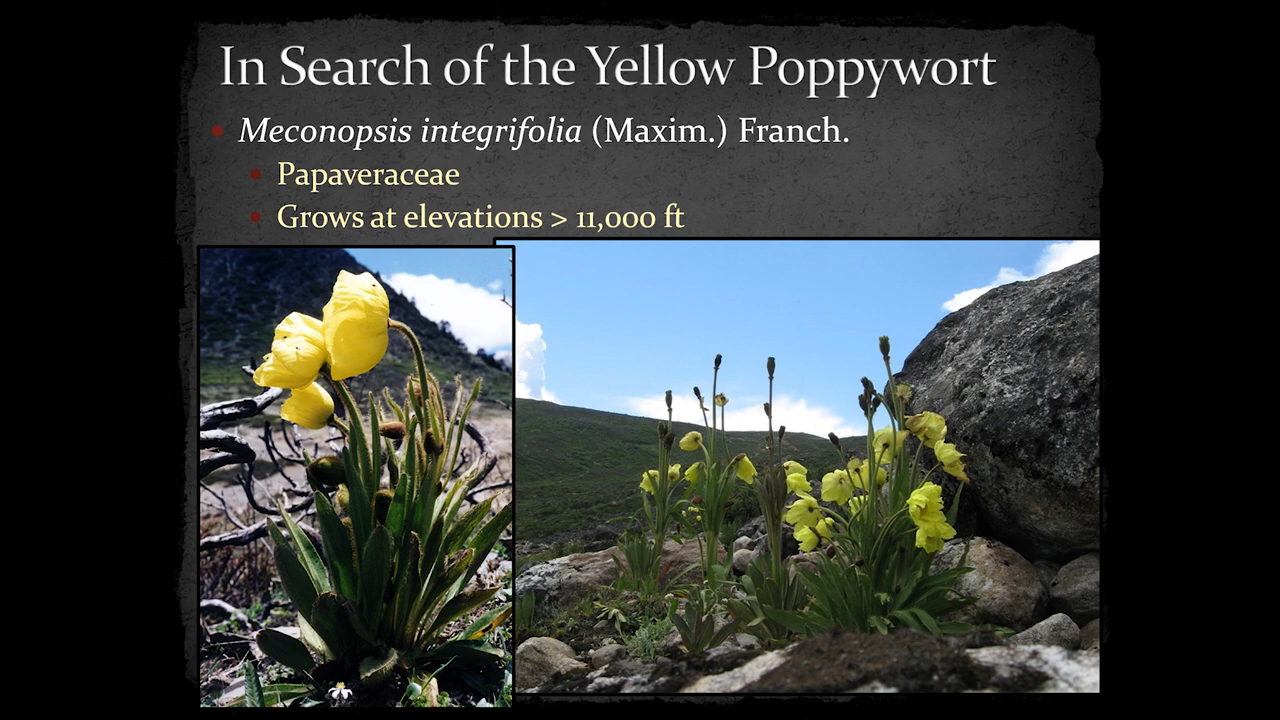 In Search of the Yellow Poppywort
Meconopsis integrifolia (Maxim.) Franch.
Papaveraceae
Grows at elevations > 11,000 ft